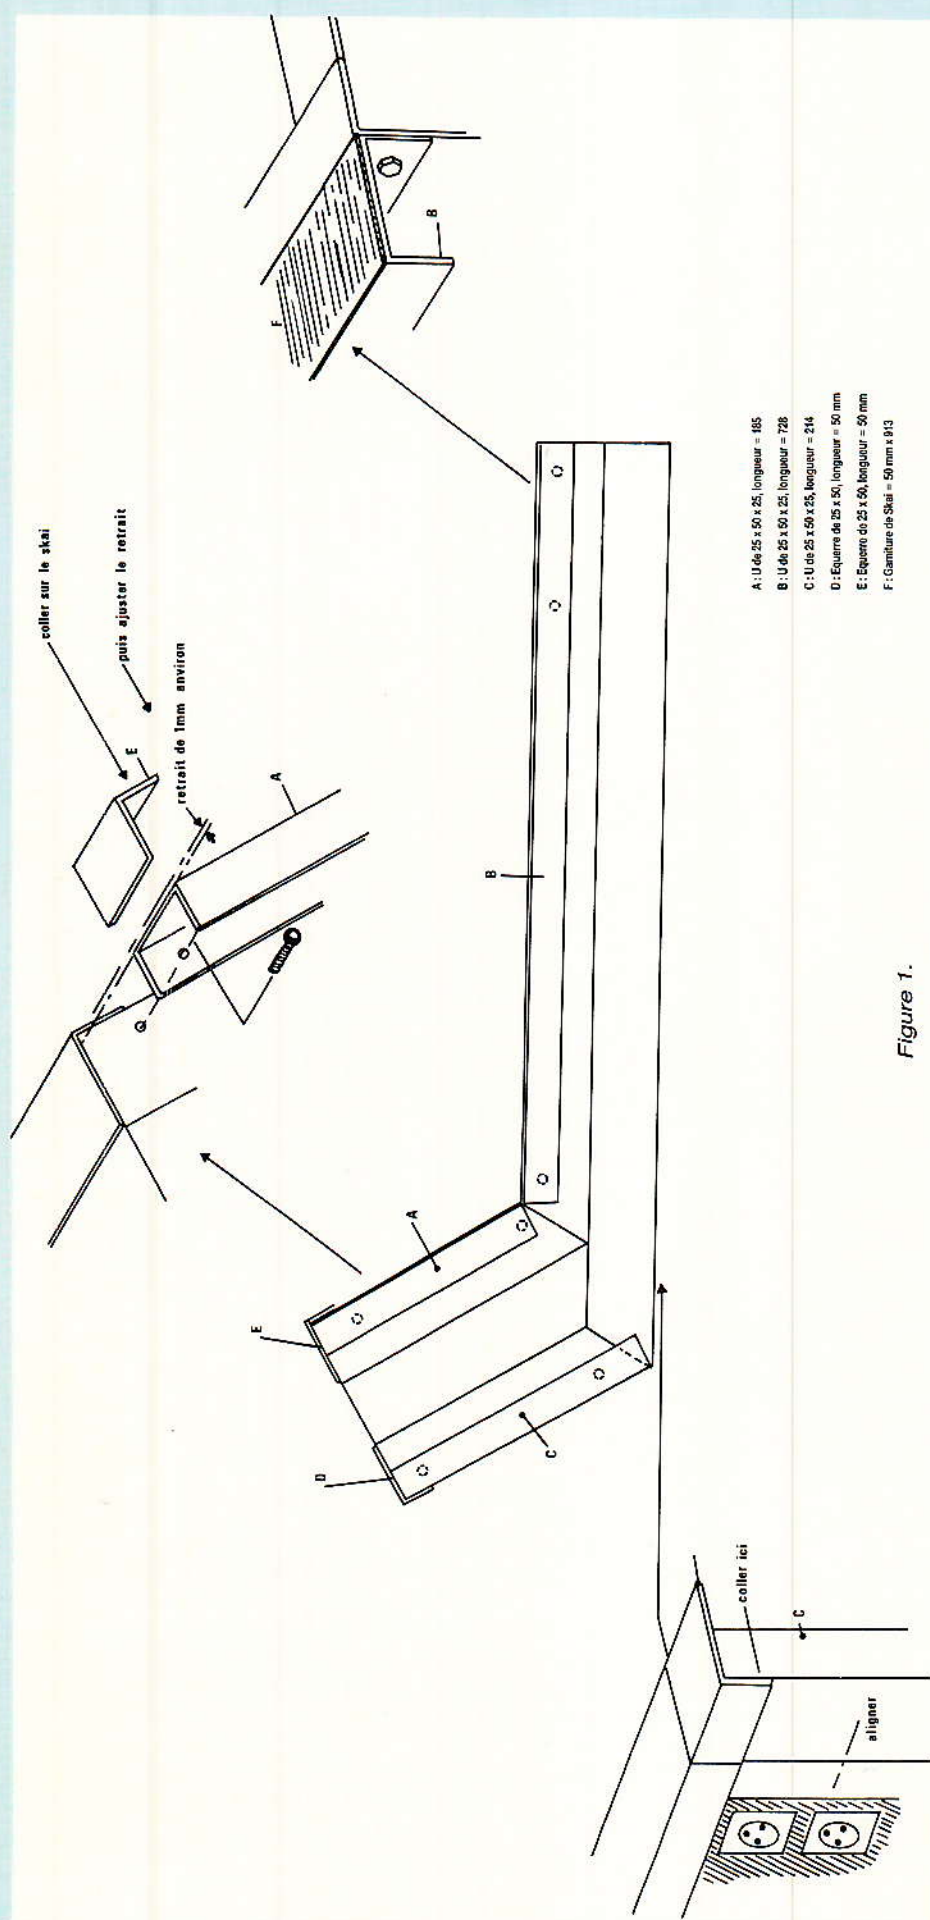 coller sur le skai
puis ajuster le retrait
retrait de 1mm environ
E
A
F
B
E
A
B
D
C
coller ici
C
aligner
A : U de 25 x 50 x 25, longueur = 185
B : U de 25 x 50 x 25, longueur = 728
C : U de 25 x 50 x 25, longueur = 214
D : Equerre de 25 x 50, longueur = 50 mm
E : Equerre de 25 x 50, longueur = 50 mm
F : Garniture de Skai = 50 mm x 913
Figure 1.